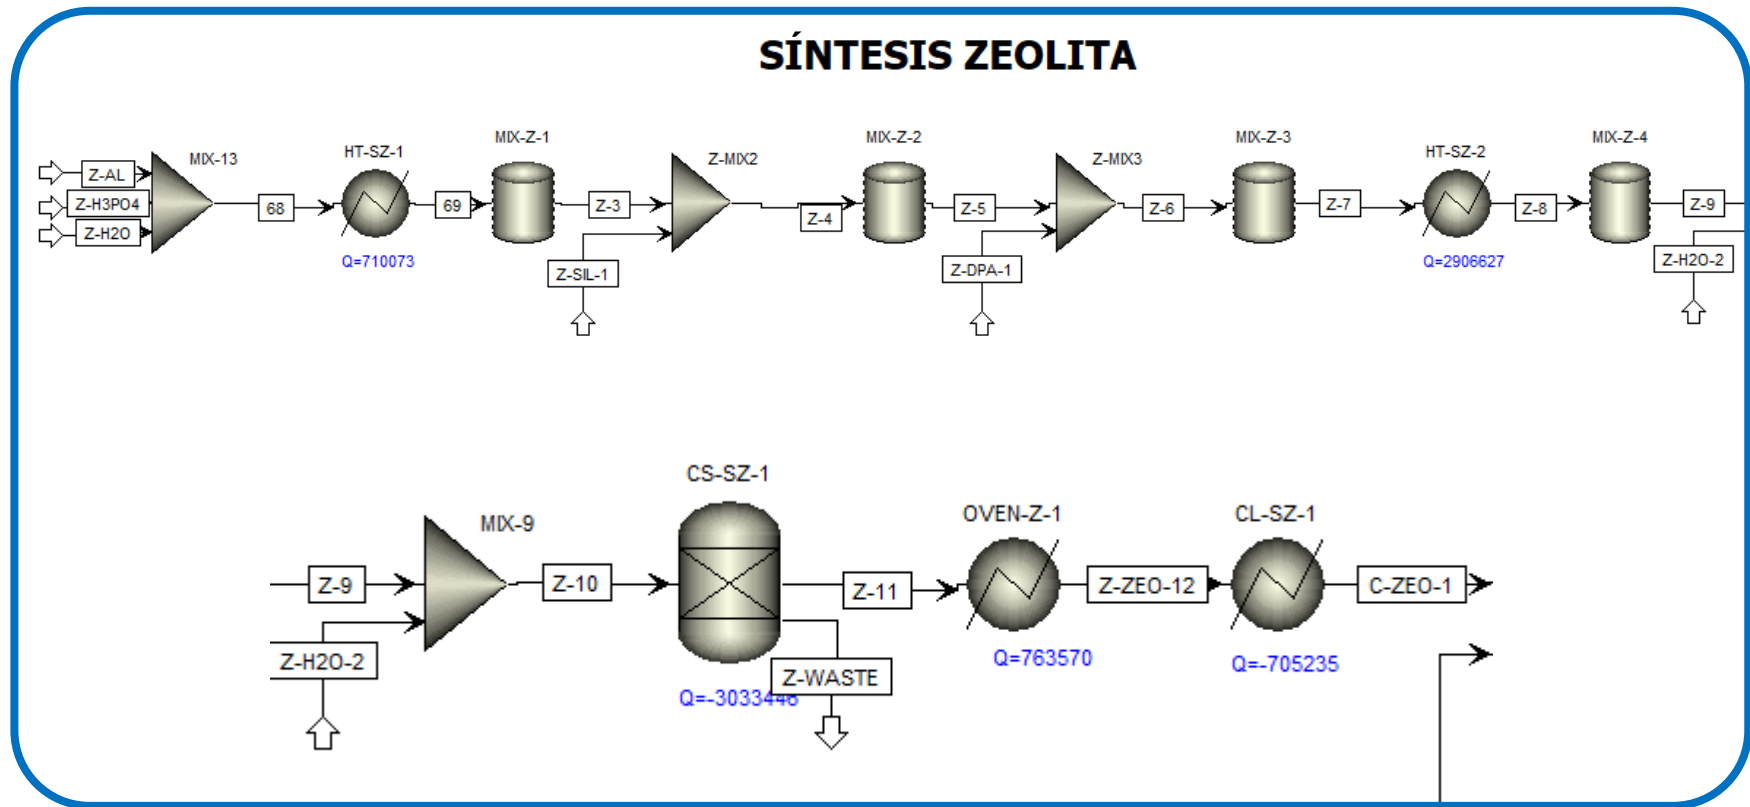 SÍNTESIS ZEOLITA
MIX-13
HT-SZ-1
MIX-Z-1
Z-MIX2
MIX-Z-2
Z-MIX3
MIX-Z-3
HT-SZ-2
MIX-Z-4
Z-AL
Z-H3PO4
Z-H2O
68
69
Z-3
Z-4
Z-5
Z-6
Z-7
Z-8
Z-9
Q=710073
Z-SIL-1
Z-DPA-1
Q=2906627
Z-H2O-2
CS-SZ-1
MIX-9
OVEN-Z-1
CL-SZ-1
Z-9
Z-10
Z-11
Z-ZEO-12
C-ZEO-1
Z-H2O-2
Z-WASTE
Q=-3033446
Q=763570
Q=-705235